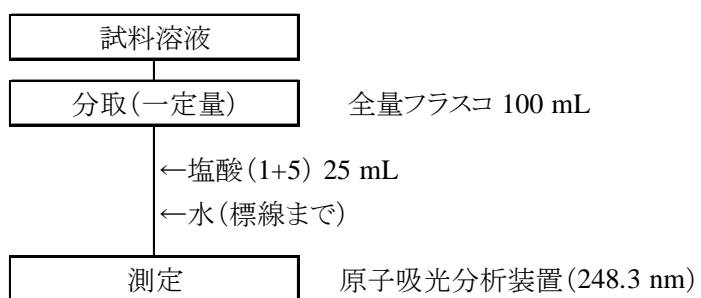 試料溶液
分取(一定量) 全量フラスコ 100 mL
←塩酸(1+5) 25 mL
←水(標線まで)
測定 原子吸光分析装置(248.3 nm)